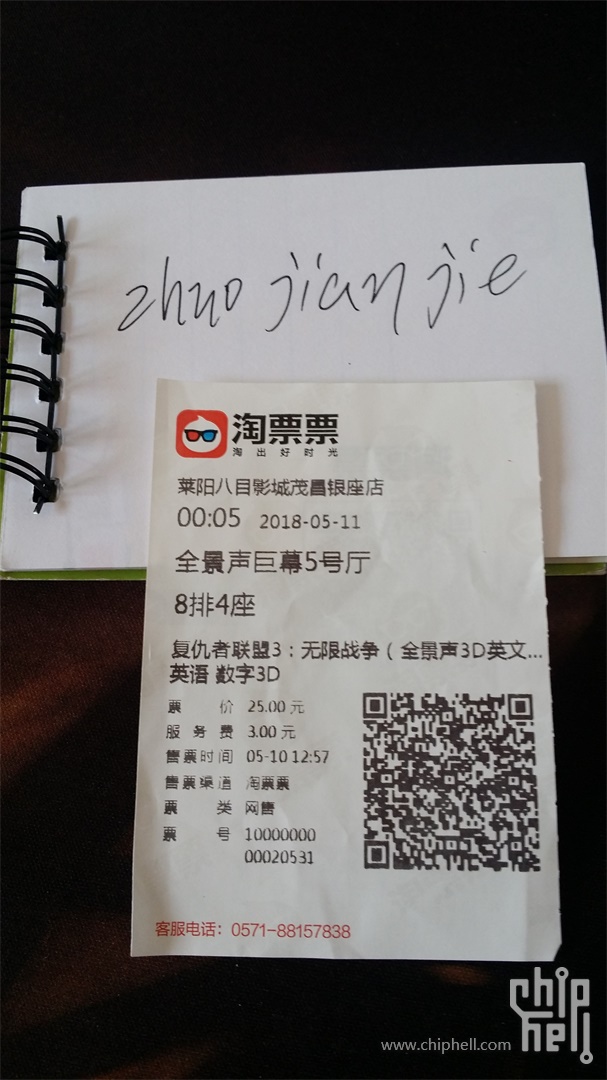 zhuo jian jie
淘票票
淘出好时光
莱阳八目影城茂昌银座店
00:05 2018-05-11
全景声巨幕5号厅
8排4座
复仇者联盟3：无限战争（全景声3D英文...
英语 数字3D
票价 25.00 元
服务费 3.00 元
售票时间 05-10 12:57
售票渠道 淘票票
票类 网售
票号 10000000
00020531
客服电话：0571-88157838
chip
hell
www.chiphell.com